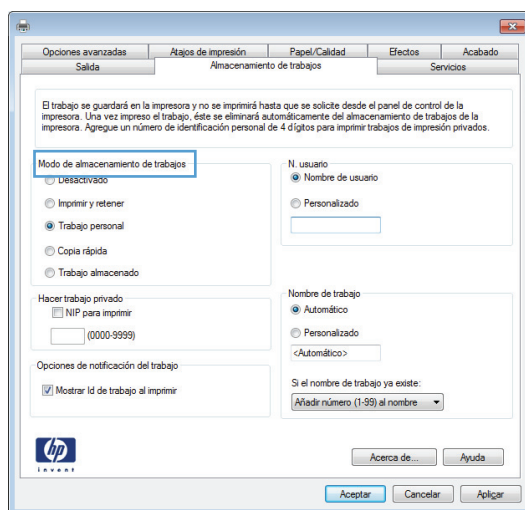 Opciones avanzadas Atajos de impresión Papel/Calidad Efectos Acabado
Salida Almacenamiento de trabajos Servicios
El trabajo se guardará en la impresora y no se imprimirá hasta que se solicite desde el panel de control de la
impresora. Una vez impreso el trabajo, éste se eliminará automáticamente del almacenamiento de trabajos de la
impresora. Agregue un número de identificación personal de 4 dígitos para imprimir trabajos de impresión privados.
Modo de almacenamiento de trabajos
Desactivado
Imprimir y retener
Trabajo personal
Copia rápida
Trabajo almacenado
N. usuario
Nombre de usuario
Personalizado
Hacer trabajo privado
NIP para imprimir
(0000-9999)
Nombre de trabajo
Automático
Personalizado
<Automático>
Si el nombre de trabajo ya existe:
Añadir número (1-99) al nombre
Opciones de notificación del trabajo
Mostrar Id de trabajo al imprimir
hp
invent
Acerca de... Ayuda
Aceptar Cancelar Aplicar